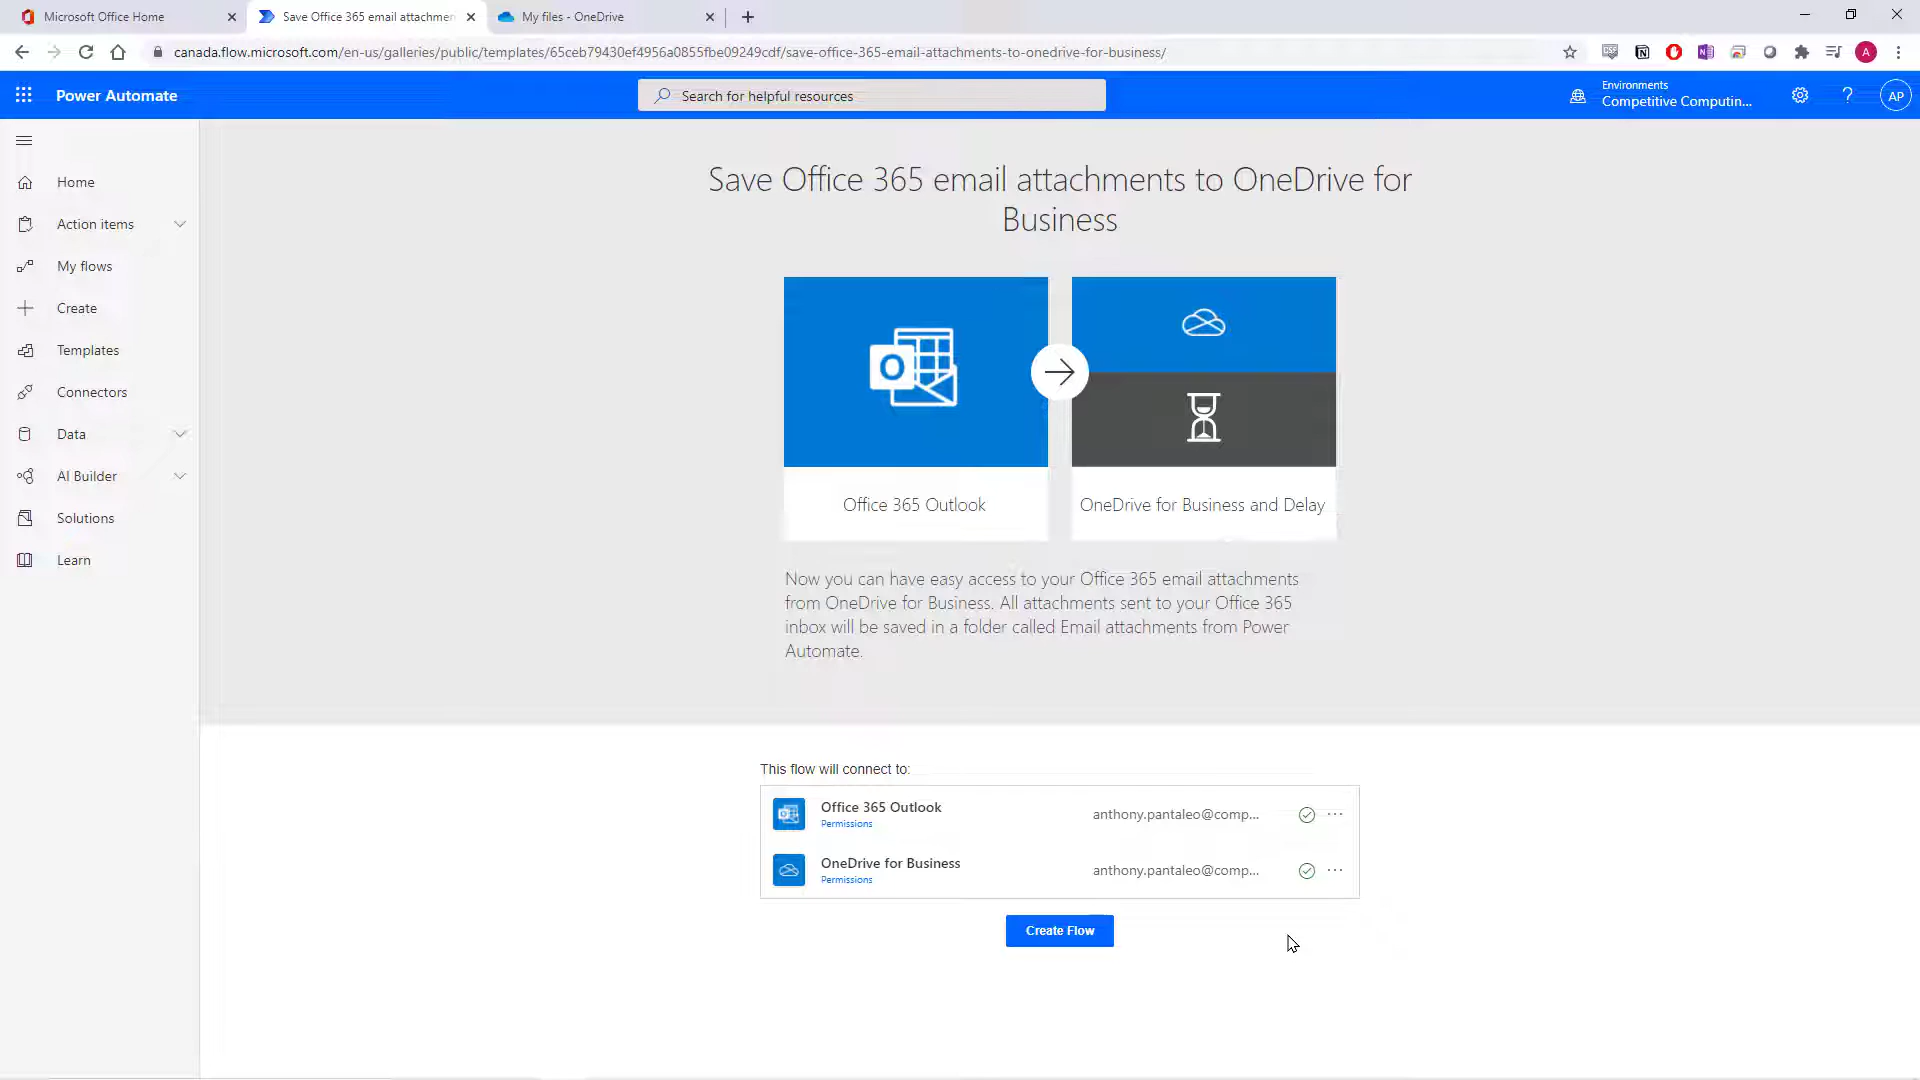 Microsoft Office Home
Save Office 365 email attachmen
My files - OneDrive
canada.flow.microsoft.com/en-us/galleries/public/templates/65ceb79430ef4956a0855fbe09249cdf/save-office-365-email-attachments-to-onedrive-for-business/
A
Power Automate
Search for helpful resources
Environments
Competitive Computin...
?
AP
Home
Action items
My flows
Create
Templates
Connectors
Data
AI Builder
Solutions
Learn
Save Office 365 email attachments to OneDrive for
Business
Office 365 Outlook
OneDrive for Business and Delay
Now you can have easy access to your Office 365 email attachments
from OneDrive for Business. All attachments sent to your Office 365
inbox will be saved in a folder called Email attachments from Power
Automate.
This flow will connect to:
Office 365 Outlook
Permissions
anthony.pantaleo@comp...
OneDrive for Business
Permissions
anthony.pantaleo@comp...
Create Flow